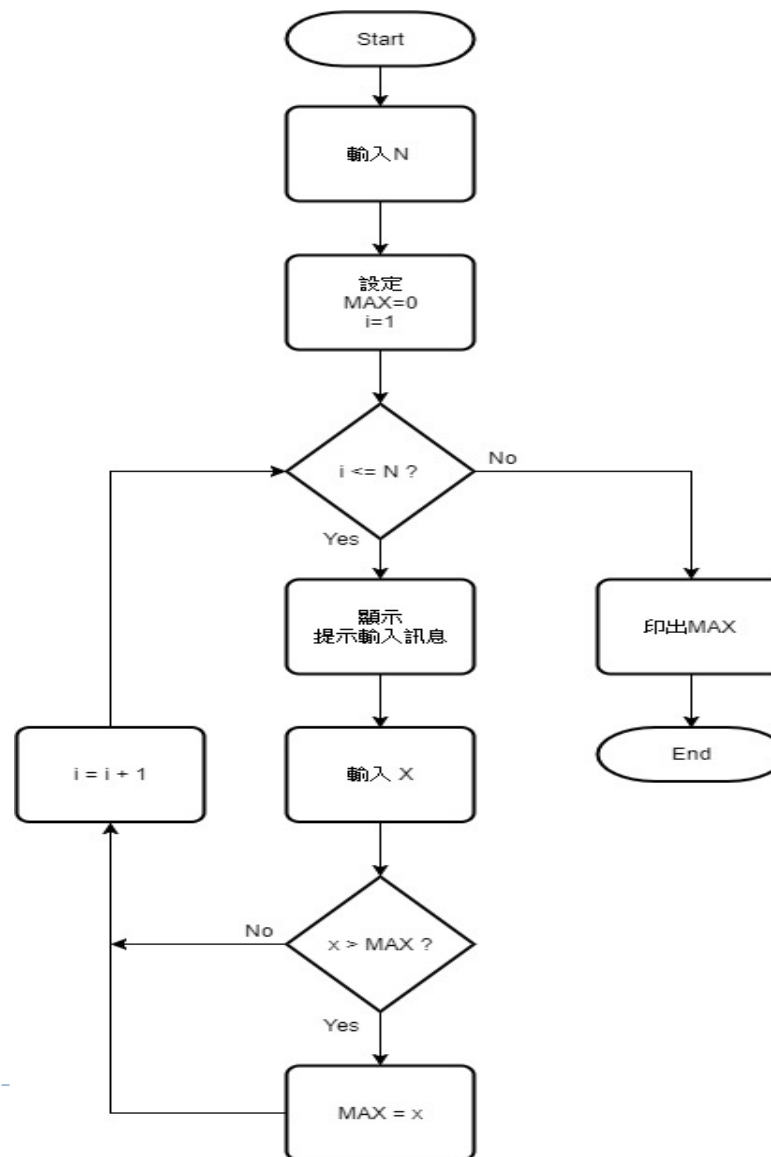 Start
輸入N
設定
MAX=0
i=1
i <= N ?
No
Yes
顯示
提示輸入訊息
印出MAX
i = i + 1
輸入 X
End
x > MAX ?
No
Yes
MAX = x